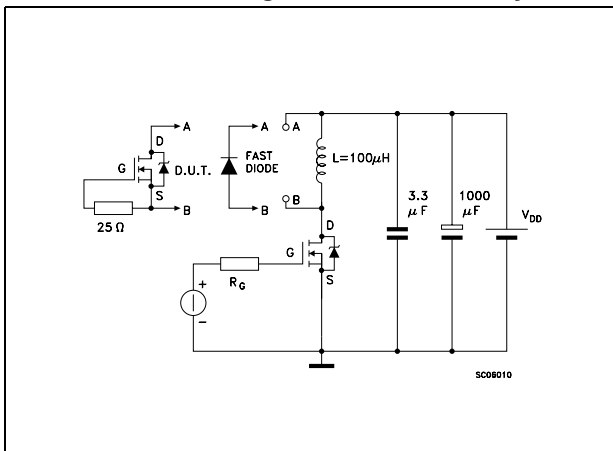 A
A
A
D
G
D.U.T.
FAST
DIODE
L=100µH
S
B
B
B
25 Ω
D
G
S
RG
+
−
3.3
µF
1000
µF
VDD
SC06010